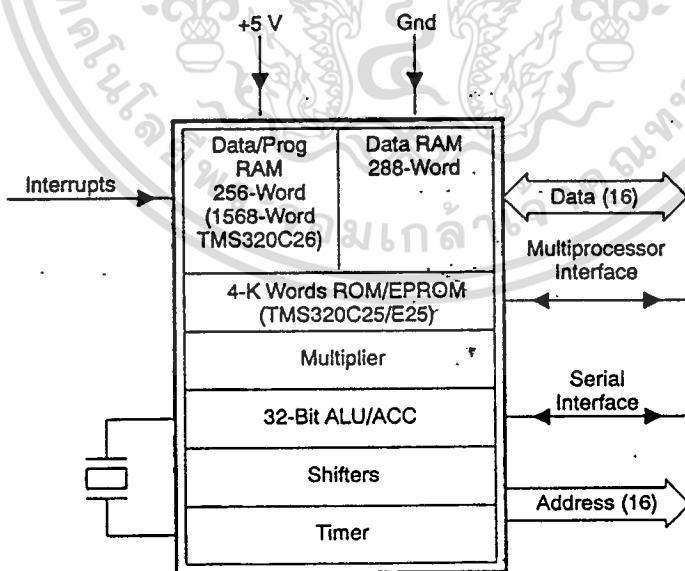 +5 V
Gnd
Data/Prog
RAM
256-Word
(1568-Word
TMS320C26)
Data RAM
288-Word
Interrupts
Data (16)
Multiprocessor
Interface
4-K Words ROM/EPROM
(TMS320C25/E25)
Multiplier
32-Bit ALU/ACC
Serial
Interface
Shifters
Address (16)
Timer